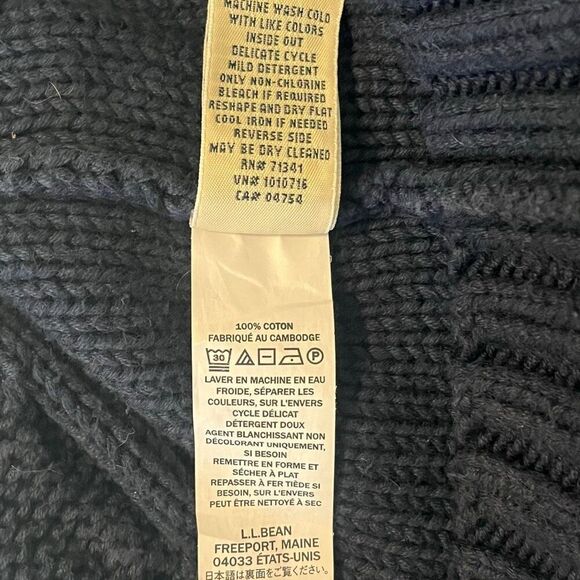 MACHINE WASH COLD
WITH LIKE COLORS
INSIDE OUT
DELICATE CYCLE
MILD DETERGENT
ONLY NON-CHLORINE
BLEACH IF REQUIRED
RESHAPE AND DRY FLAT
COOL IRON IF NEEDED
REVERSE SIDE
MAY BE DRY CLEANED
RN# 71341
VN# 1010716
CA# 04754
100% COTON
FABRIQUÉ AU CAMBODGE
30 P
LAVER EN MACHINE EN EAU
FROIDE, SÉPARER LES
COULEURS, SUR L'ENVERS
CYCLE DÉLICAT
DÉTERGENT DOUX
AGENT BLANCHISSANT NON
DÉCOLORANT UNIQUEMENT,
SI BESOIN
REMETTRE EN FORME ET
SÉCHER À PLAT
REPASSER À FER TIÈDE SI
BESOIN, SUR L'ENVERS
PEUT ÊTRE NETTOYÉ À SEC
L.L.BEAN
FREEPORT, MAINE
04033 ÉTATS-UNIS
日本語は裏面をご覧ください。